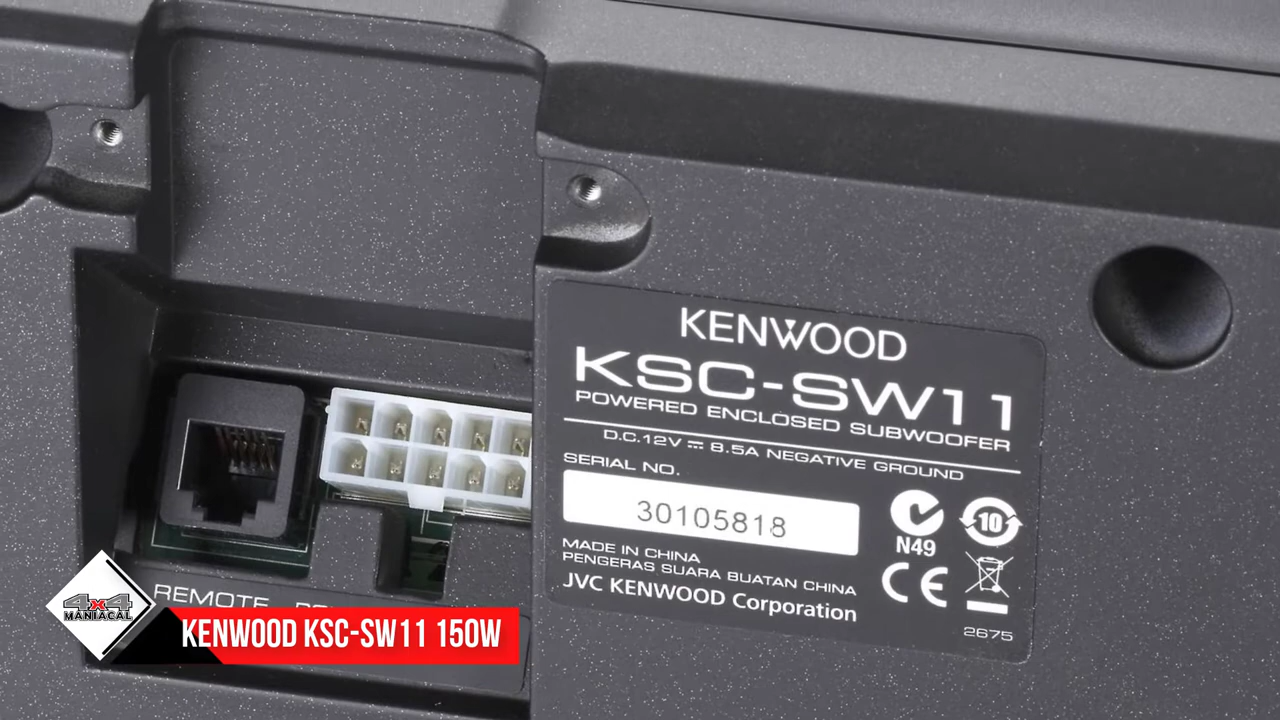 KENWOOD
KSC-SW11
POWERED ENCLOSED SUBWOOFER
D.C.12V ⎓ 8.5A NEGATIVE GROUND
SERIAL NO.
30105818
N49
10
MADE IN CHINA
PENGERAS SUARA BUATAN CHINA
JVC KENWOOD Corporation
CE
2675
REMOTE
4x4
MANIACAL
KENWOOD KSC-SW11 150W